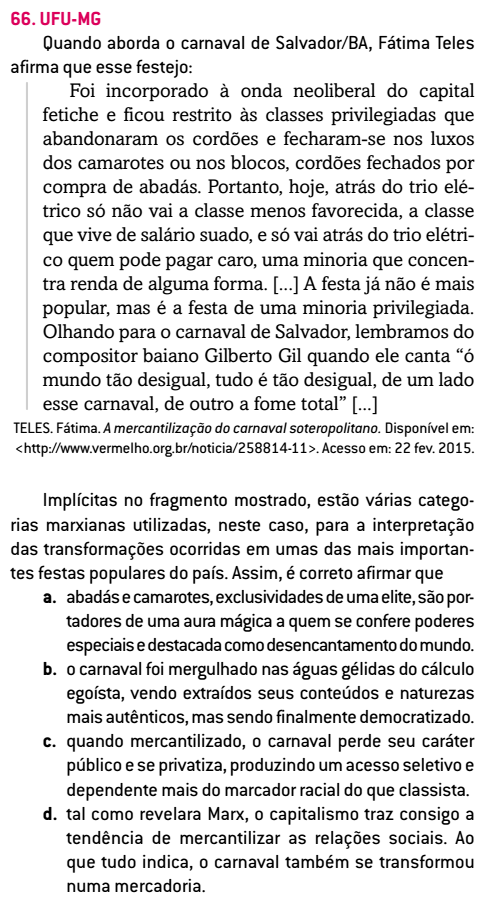 66. UFU-MG
Quando aborda o carnaval de Salvador/BA, Fátima Teles
afirma que esse festejo:
Foi incorporado à onda neoliberal do capital
fetiche e ficou restrito às classes privilegiadas que
abandonaram os cordões e fecharam-se nos luxos
dos camarotes ou nos blocos, cordões fechados por
compra de abadás. Portanto, hoje, atrás do trio elé-
trico só não vai a classe menos favorecida, a classe
que vive de salário suado, e só vai atrás do trio elétri-
co quem pode pagar caro, uma minoria que concen-
tra renda de alguma forma. [...] A festa já não é mais
popular, mas é a festa de uma minoria privilegiada.
Olhando para o carnaval de Salvador, lembramos do
compositor baiano Gilberto Gil quando ele canta “ó
mundo tão desigual, tudo é tão desigual, de um lado
esse carnaval, de outro a fome total” [...]
TELES. Fátima. A mercantilização do carnaval soteropolitano. Disponível em:
<http://www.vermelho.org.br/noticia/258814-11>. Acesso em: 22 fev. 2015.
Implícitas no fragmento mostrado, estão várias catego-
rias marxianas utilizadas, neste caso, para a interpretação
das transformações ocorridas em umas das mais importan-
tes festas populares do país. Assim, é correto afirmar que
a. abadás e camarotes, exclusividades de uma elite, são por-
tadores de uma aura mágica a quem se confere poderes
especiais e destacada como desencantamento do mundo.
b. o carnaval foi mergulhado nas águas gélidas do cálculo
egoísta, vendo extraídos seus conteúdos e naturezas
mais autênticos, mas sendo finalmente democratizado.
c. quando mercantilizado, o carnaval perde seu caráter
público e se privatiza, produzindo um acesso seletivo e
dependente mais do marcador racial do que classista.
d. tal como revelara Marx, o capitalismo traz consigo a
tendência de mercantilizar as relações sociais. Ao
que tudo indica, o carnaval também se transformou
numa mercadoria.